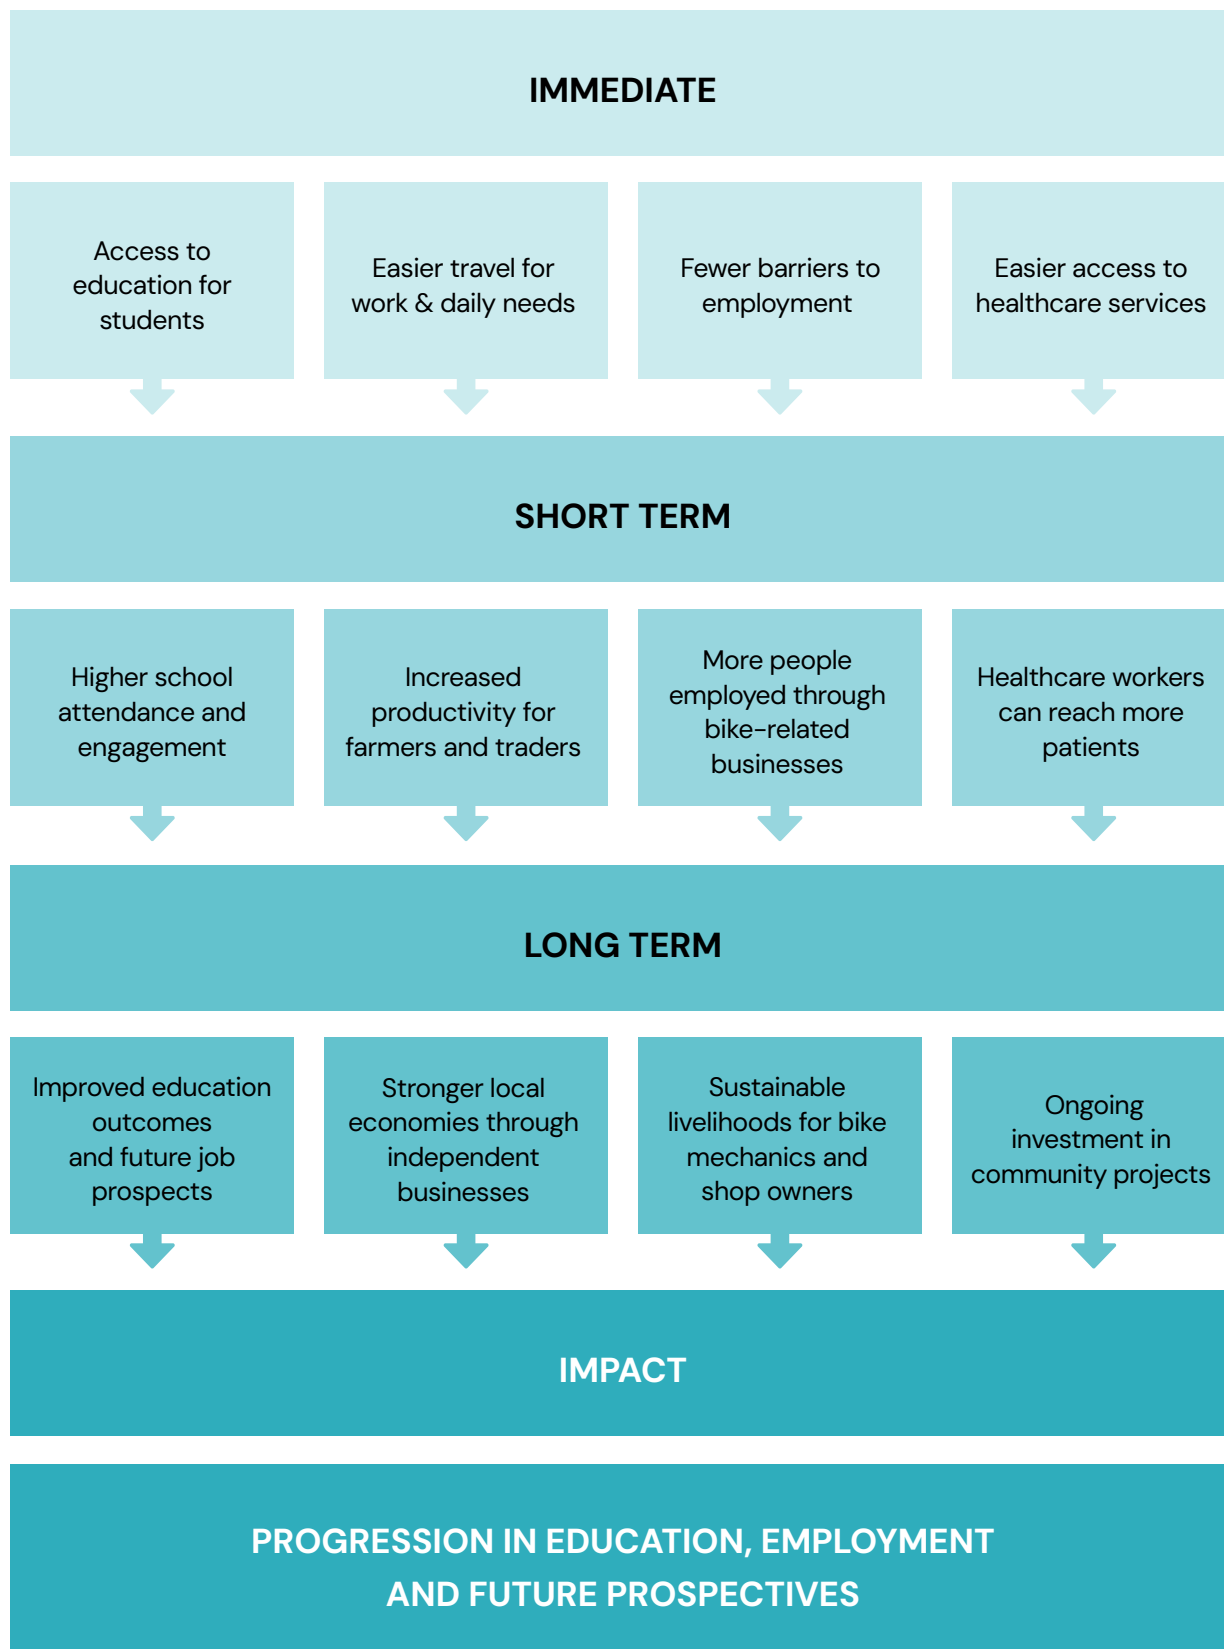 IMMEDIATE
Access to
education for
students
Easier travel for
work & daily needs
Fewer barriers to
employment
Easier access to
healthcare services
SHORT TERM
Higher school
attendance and
engagement
Increased
productivity for
farmers and traders
More people
employed through
bike-related
businesses
Healthcare workers
can reach more
patients
LONG TERM
Improved education
outcomes
and future job
prospects
Stronger local
economies through
independent
businesses
Sustainable
livelihoods for bike
mechanics and
shop owners
Ongoing
investment in
community projects
IMPACT
PROGRESSION IN EDUCATION, EMPLOYMENT
AND FUTURE PROSPECTIVES